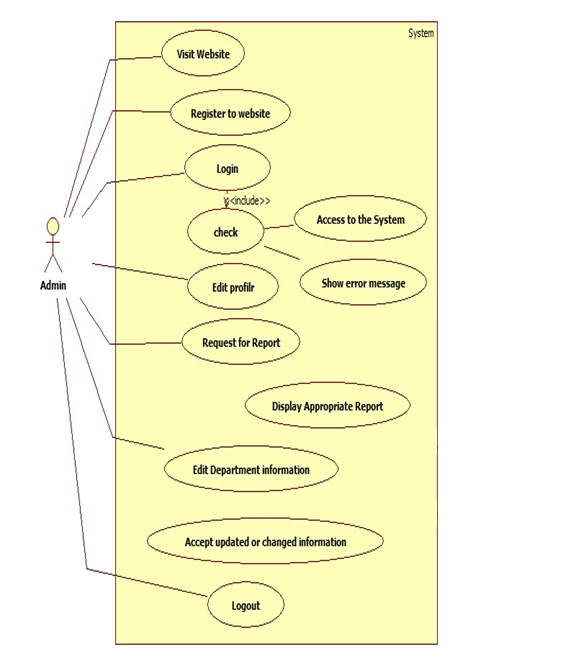 System
Visit Website
Register to website
Login
<<include>>
Access to the System
check
Show error message
Admin
Edit profilr
Request for Report
Display Appropriate Report
Edit Department information
Accept updated or changed information
Logout